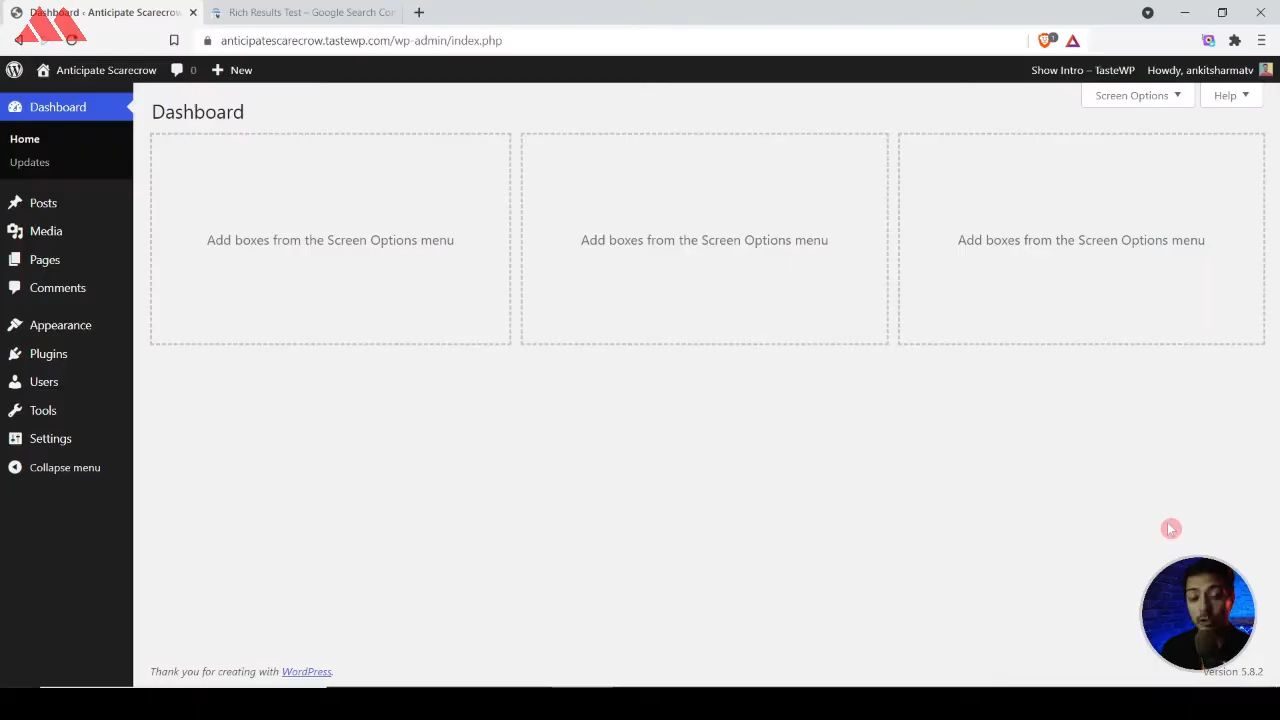 Dashboard ‹ Anticipate Scarecrow
Rich Results Test – Google Search Con
anticipatescarecrow.tastewp.com/wp-admin/index.php
1
Anticipate Scarecrow
0
New
Show Intro – TasteWP
Howdy, ankitsharmatv
Dashboard
Home
Updates
Posts
Media
Pages
Comments
Appearance
Plugins
Users
Tools
Settings
Collapse menu
Screen Options
Help
Dashboard
Add boxes from the Screen Options menu
Add boxes from the Screen Options menu
Add boxes from the Screen Options menu
Thank you for creating with WordPress.
Version 5.8.2